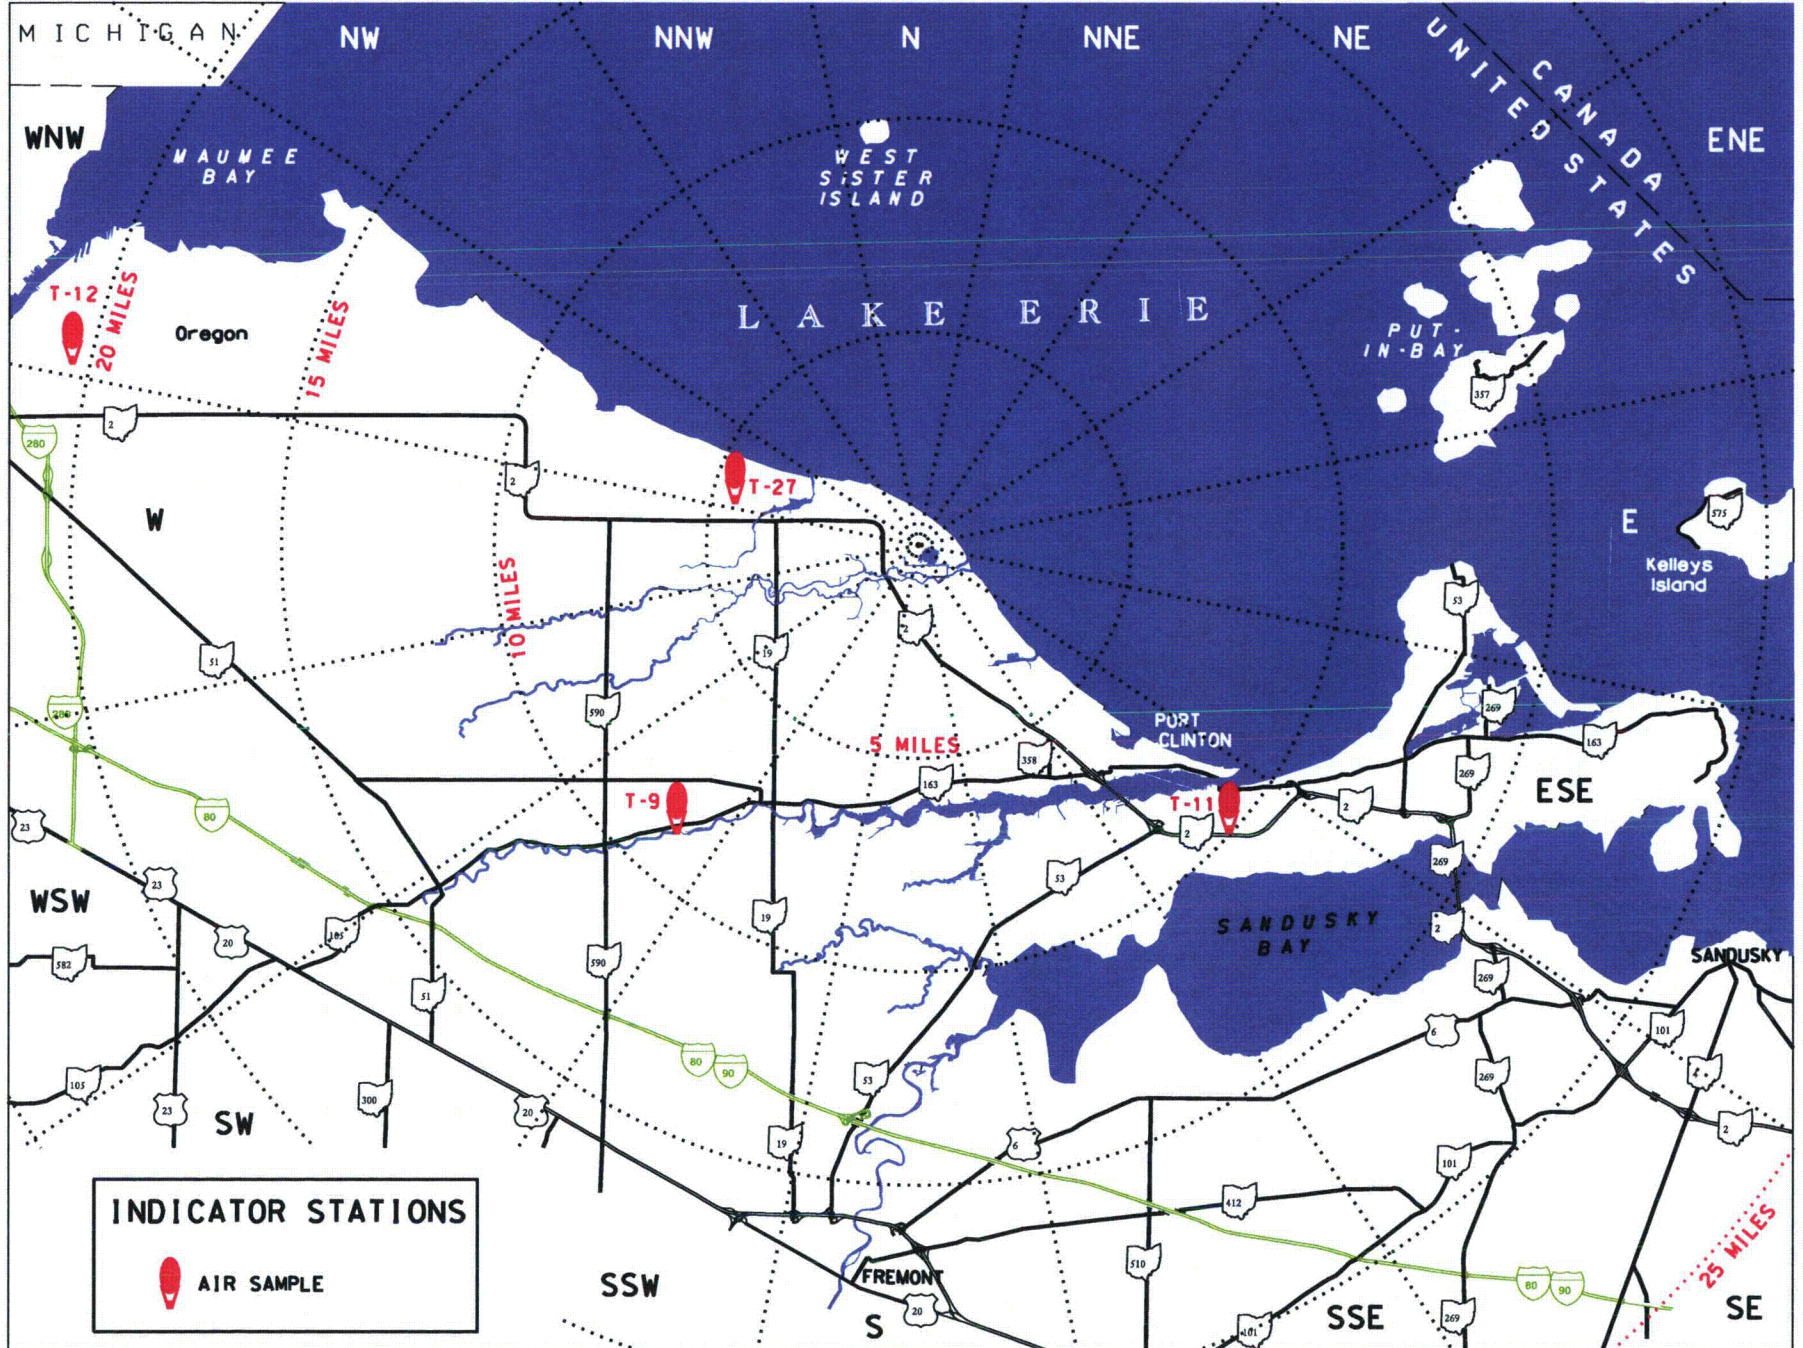 MICHIGAN
NW
NNW
N
NNE
NE
UNITED STATES
CANADA
WNW
MAUMEE
BAY
WEST
SISTER
ISLAND
ENE
T-12
20 MILES
Oregon
15 MILES
LAKE ERIE
PUT-
IN-BAY
357
2
280
2
T-27
W
E
575
Kelleys
Island
10 MILES
53
2
51
19
280
590
269
PORT
CLINTON
5 MILES
358
163
163
269
ESE
T-9
T-11
2
2
80
23
269
53
23
WSW
19
SANDUSKY
BAY
2
105
20
582
590
SANDUSKY
269
51
6
101
80
90
53
269
105
300
23
20
SW
2
19
6
101
INDICATOR STATIONS
AIR SAMPLE
412
25 MILES
510
FREMONT
SSW
80
90
20
S
101
SSE
269
SE